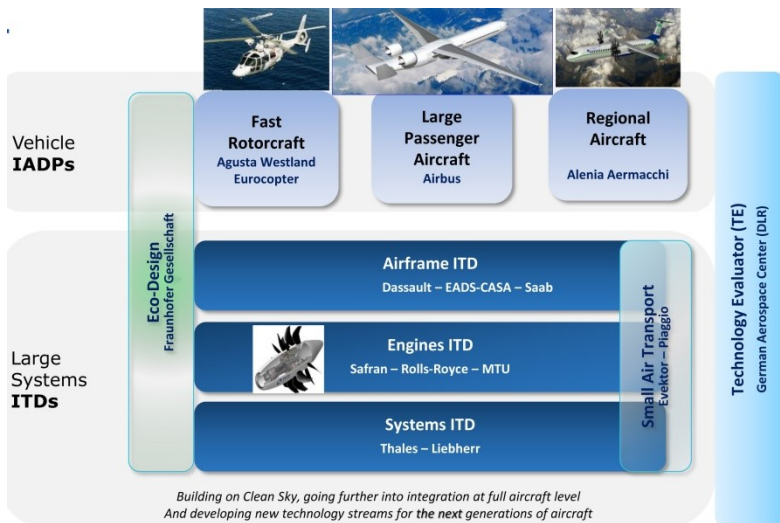 Vehicle
IADPs
Fast
Rotorcraft
Agusta Westland
Eurocopter
Large
Passenger
Aircraft
Airbus
Regional
Aircraft
Alenia Aermacchi
Eco-Design
Fraunhofer Gesellschaft
Large
Systems
ITDs
Airframe ITD
Dassault – EADS-CASA – Saab
Engines ITD
Safran – Rolls-Royce – MTU
Systems ITD
Thales – Liebherr
Small Air Transport
Evektor – Piaggio
Technology Evaluator (TE)
German Aerospace Center (DLR)
Building on Clean Sky, going further into integration at full aircraft level
And developing new technology streams for the next generations of aircraft